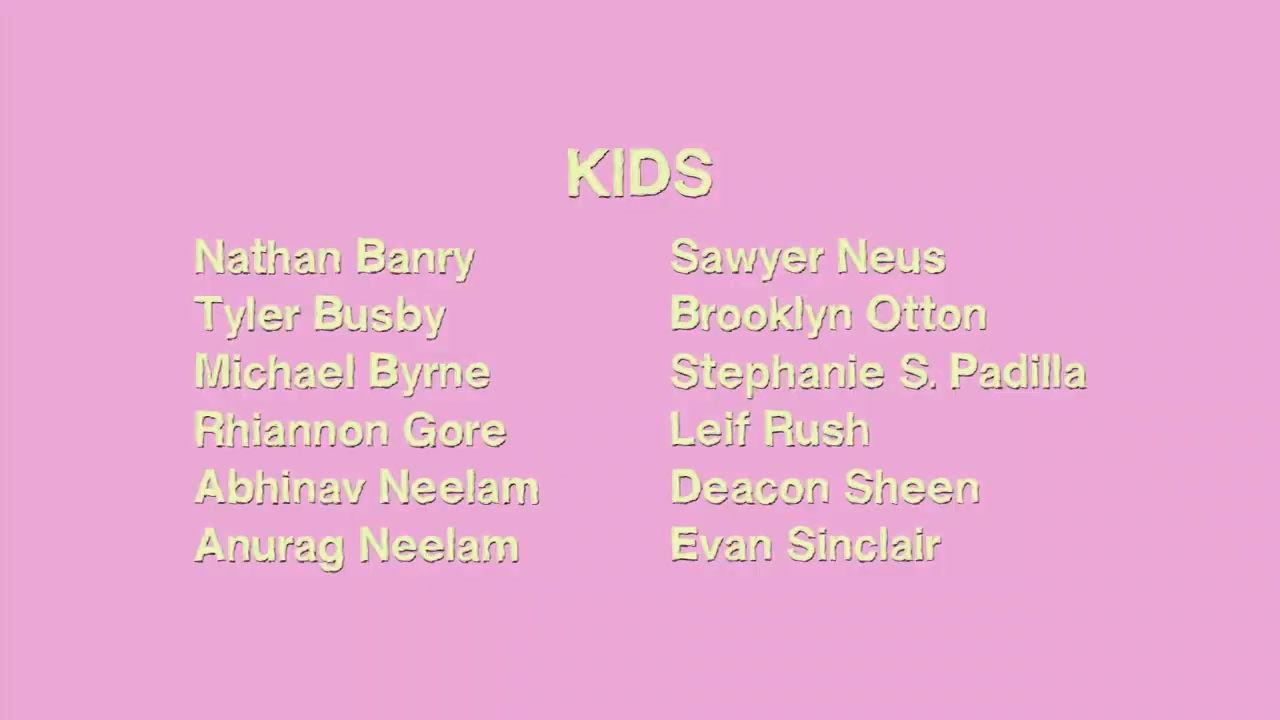 KIDS
Nathan Banry
Tyler Busby
Michael Byrne
Rhiannon Gore
Abhinav Neelam
Anurag Neelam
Sawyer Neus
Brooklyn Otton
Stephanie S. Padilla
Leif Rush
Deacon Sheen
Evan Sinclair